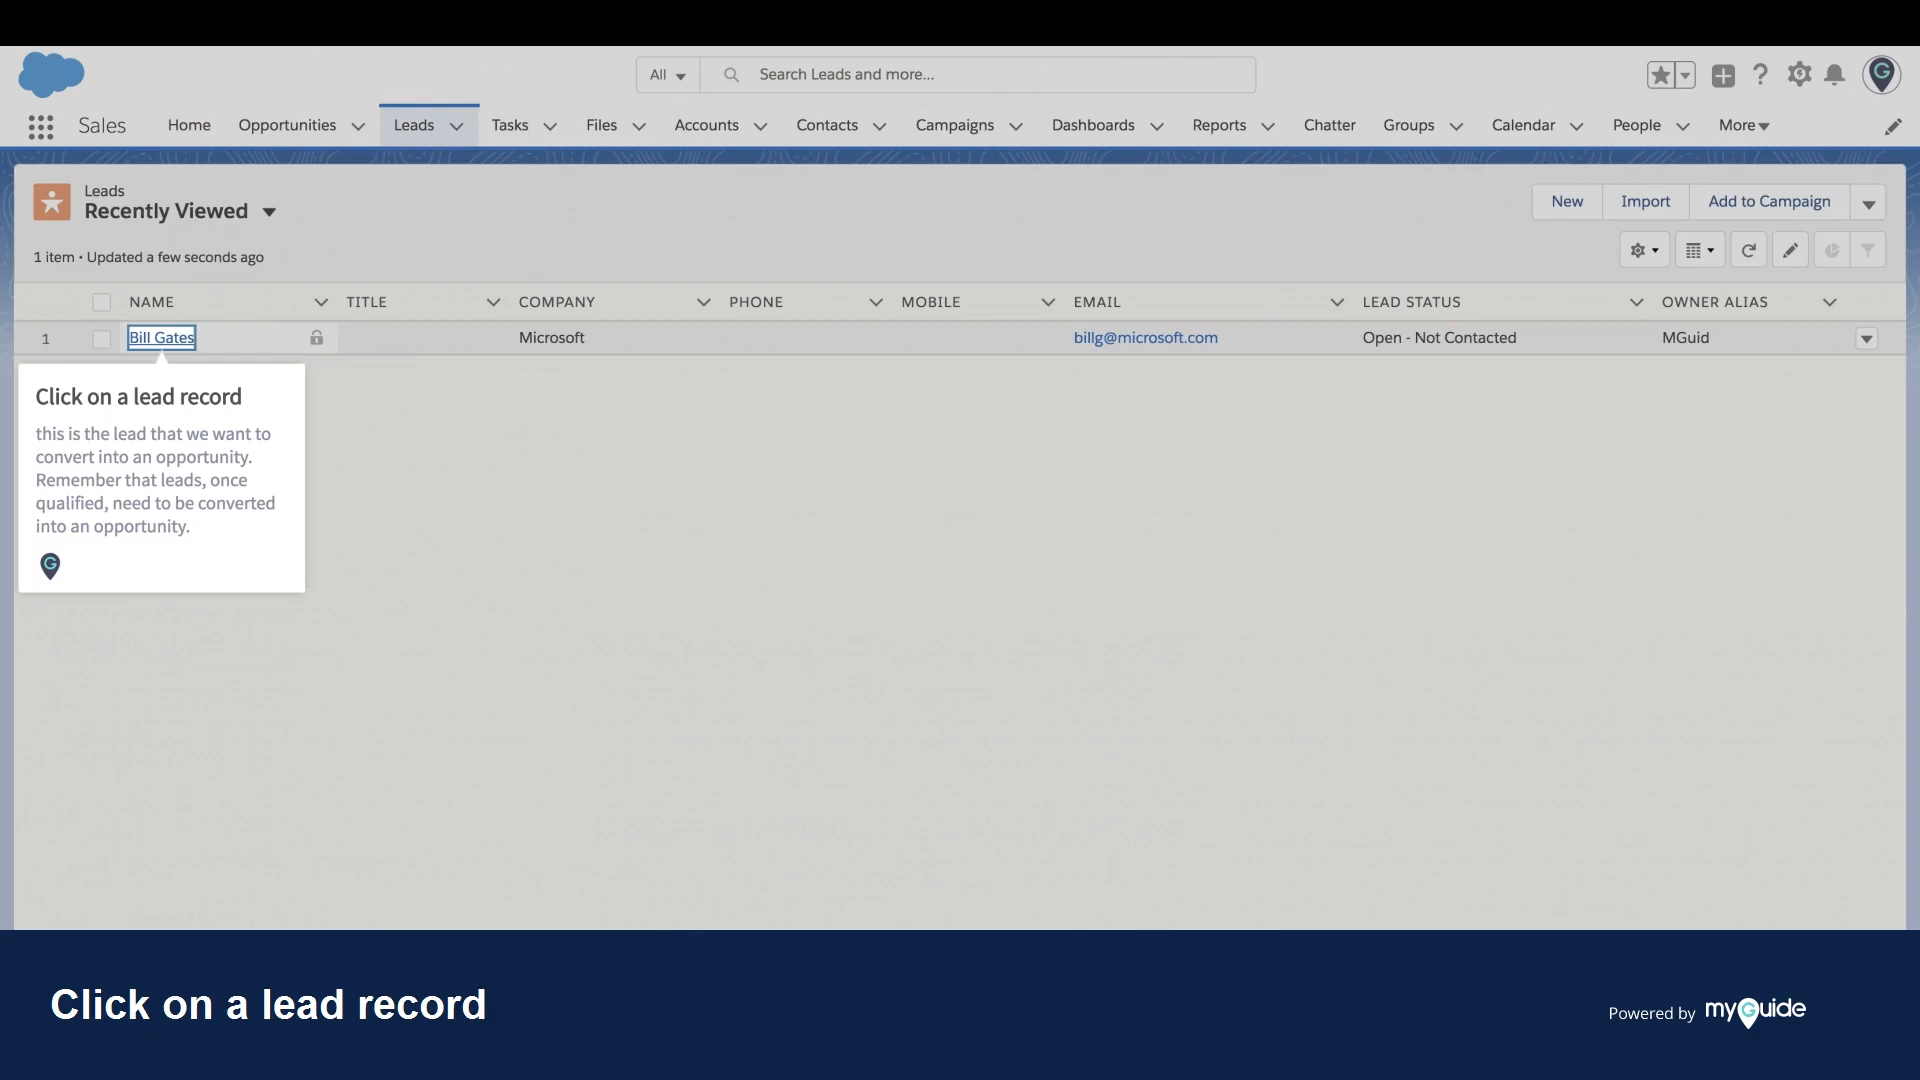 All
Search Leads and more...
Sales
Home
Opportunities
Leads
Tasks
Files
Accounts
Contacts
Campaigns
Dashboards
Reports
Chatter
Groups
Calendar
People
More
Leads
Recently Viewed
New
Import
Add to Campaign
1 item • Updated a few seconds ago
NAME
TITLE
COMPANY
PHONE
MOBILE
EMAIL
LEAD STATUS
OWNER ALIAS
1
Bill Gates
Microsoft
billg@microsoft.com
Open - Not Contacted
MGuid
Click on a lead record
this is the lead that we want to
convert into an opportunity.
Remember that leads, once
qualified, need to be converted
into an opportunity.
G
Click on a lead record
Powered by myGuide